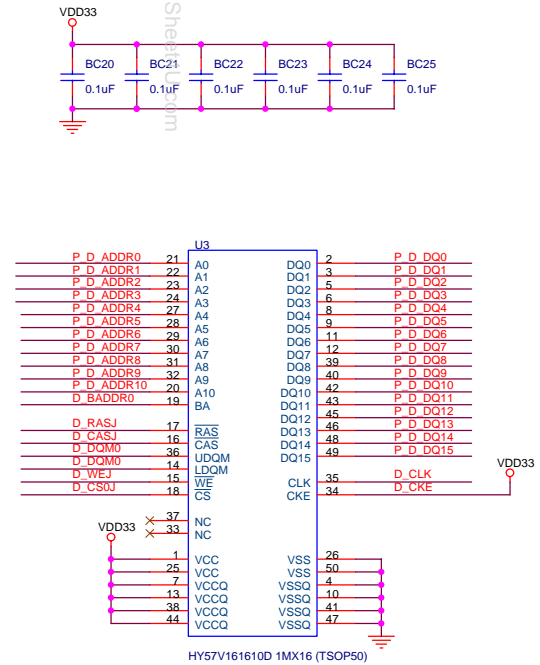 VDD33
SheetU.com
BC20 BC21 BC22 BC23 BC24 BC25
0.1uF 0.1uF 0.1uF 0.1uF 0.1uF 0.1uF
U3
P_D_ADDR0 21 A0 DQ0 2 P_D_DQ0
P_D_ADDR1 22 A1 DQ1 3 P_D_DQ1
P_D_ADDR2 23 A2 DQ2 5 P_D_DQ2
P_D_ADDR3 24 A3 DQ3 6 P_D_DQ3
P_D_ADDR4 27 A4 DQ4 8 P_D_DQ4
P_D_ADDR5 28 A5 DQ5 9 P_D_DQ5
P_D_ADDR6 29 A6 DQ6 11 P_D_DQ6
P_D_ADDR7 30 A7 DQ7 12 P_D_DQ7
P_D_ADDR8 31 A8 DQ8 39 P_D_DQ8
P_D_ADDR9 32 A9 DQ9 40 P_D_DQ9
P_D_ADDR10 20 A10 DQ10 42 P_D_DQ10
D_BADDR0 19 BA DQ11 43 P_D_DQ11
DQ12 45 P_D_DQ12
D_RASJ 17 RAS DQ13 46 P_D_DQ13
D_CASJ 16 CAS DQ14 48 P_D_DQ14
D_DQM0 36 UDQM DQ15 49 P_D_DQ15
D_DQM0 14 LDQM
D_WEJ 15 WE CLK 35 D_CLK
D_CS0J 18 CS CKE 34 D_CKE VDD33
37 NC
33 NC
VDD33
1 VCC VSS 26
25 VCC VSS 50
7 VCCQ VSSQ 4
13 VCCQ VSSQ 10
38 VCCQ VSSQ 41
44 VCCQ VSSQ 47
HY57V161610D 1MX16 (TSOP50)